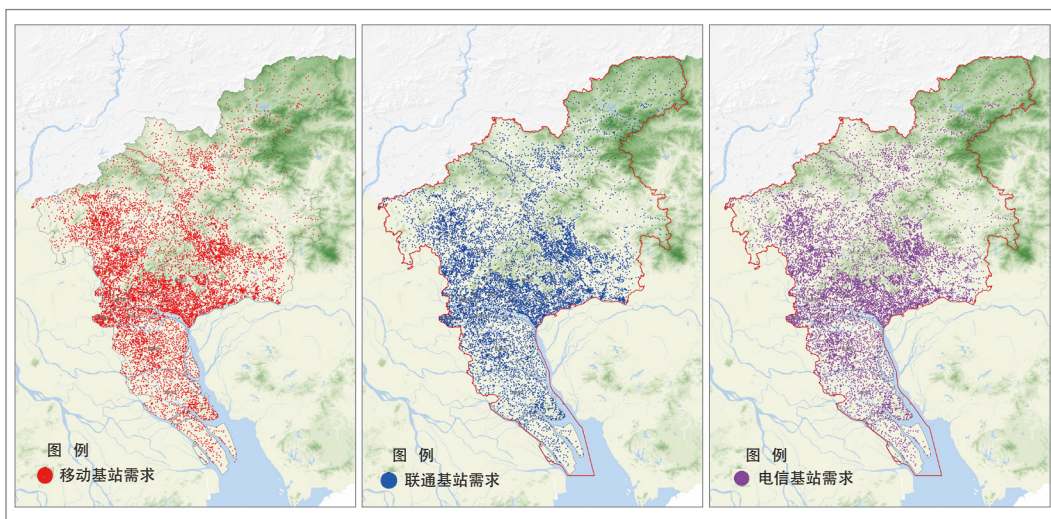 图 例
移动基站需求
图 例
联通基站需求
图 例
电信基站需求